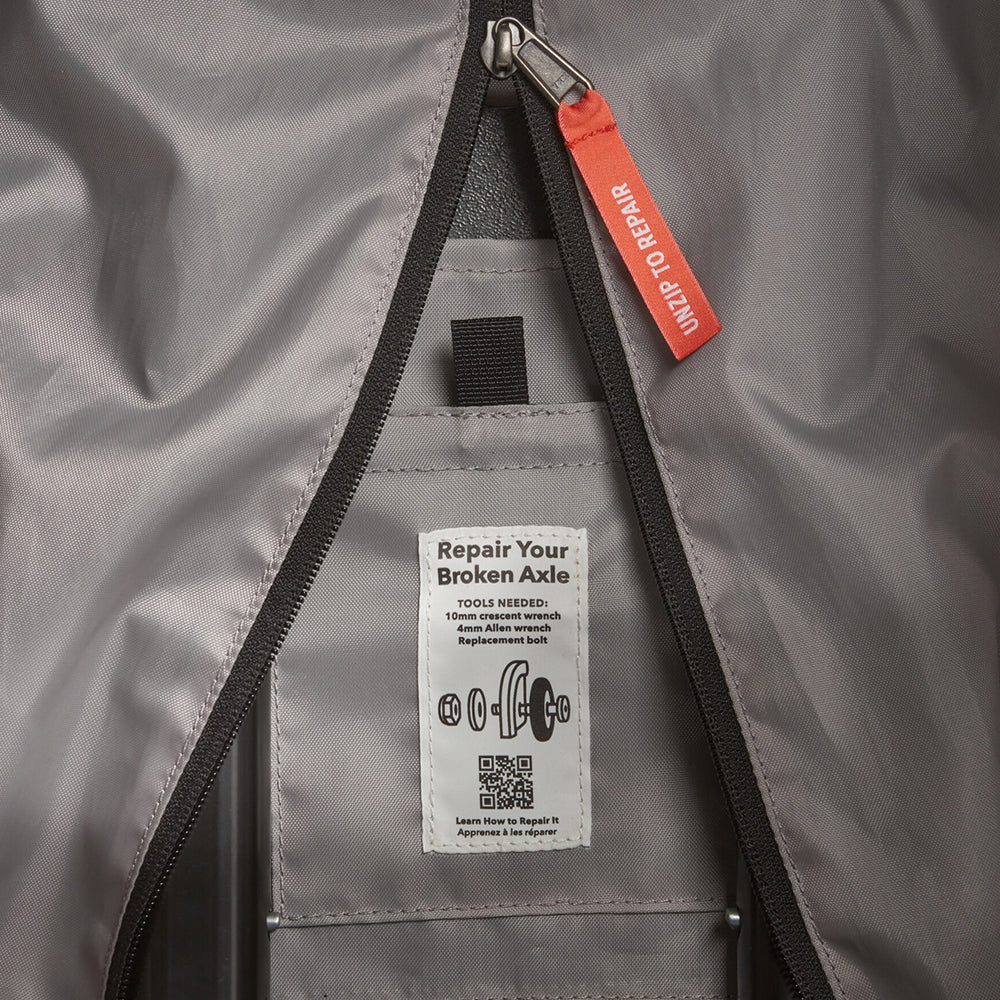 UNZIP TO REPAIR
Repair Your
Broken Axle
TOOLS NEEDED:
10mm crescent wrench
4mm Allen wrench
Replacement bolt
Learn How to Repair It
Apprenez à les réparer